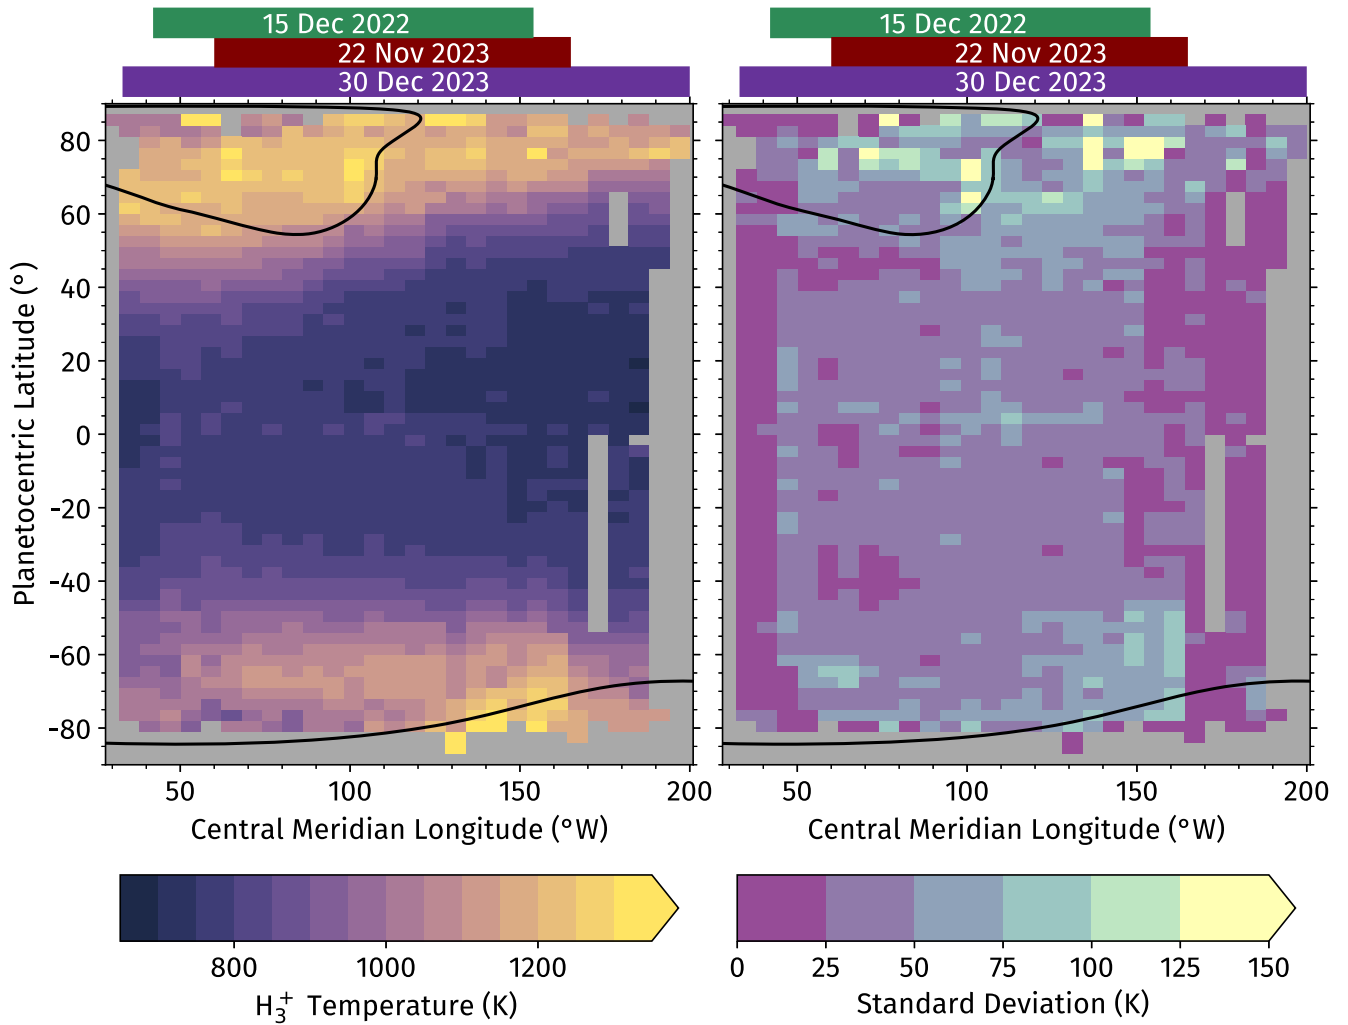 15 Dec 2022
22 Nov 2023
30 Dec 2023
15 Dec 2022
22 Nov 2023
30 Dec 2023
Planetocentric Latitude (°)
80
60
40
20
0
-20
-40
-60
-80
50 100 150 200
50 100 150 200
Central Meridian Longitude (°W)
Central Meridian Longitude (°W)
800 1000 1200
0 25 50 75 100 125 150
H₃⁺ Temperature (K)
Standard Deviation (K)